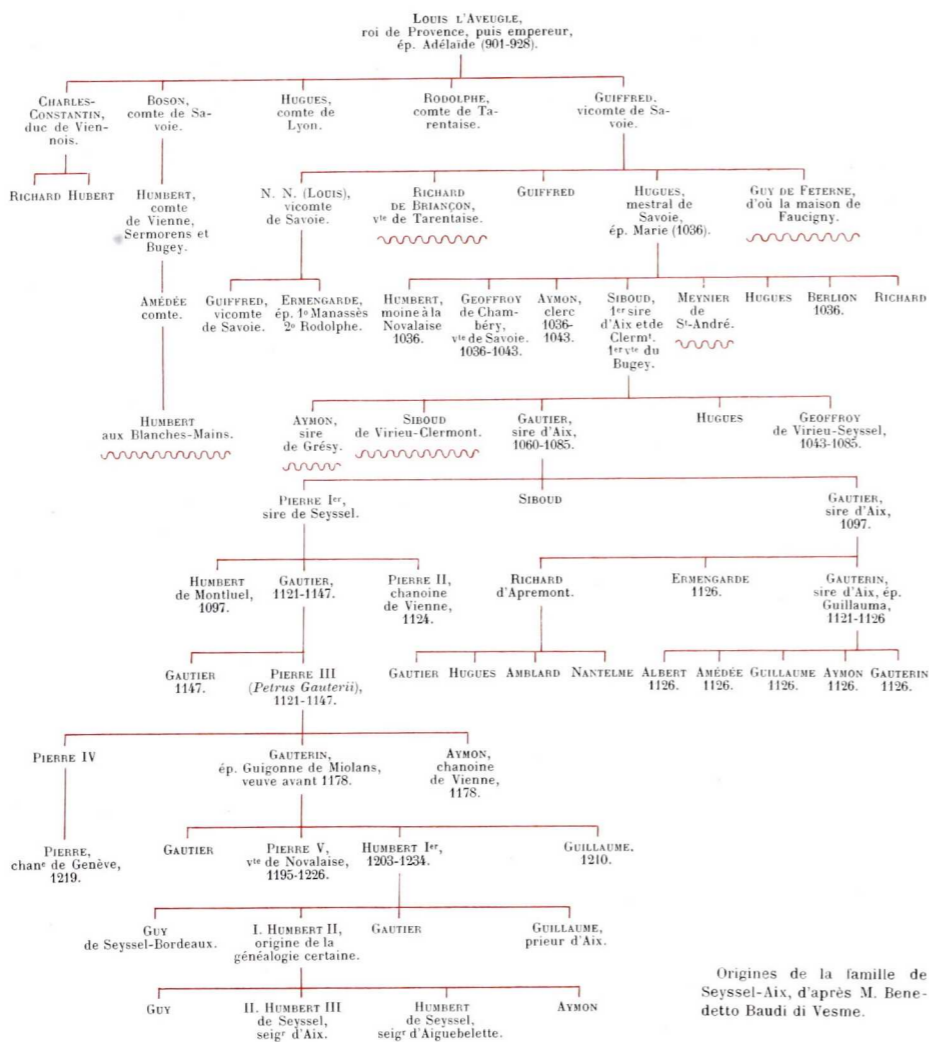 LOUIS L'AVEUGLE,
roi de Provence, puis empereur,
ép. Adélaïde (901-928).
CHARLES-
CONSTANTIN,
duc de Vien-
nois.
BOSON,
comte de Sa-
voie.
HUGUES,
comte de
Lyon.
RODOLPHE,
comte de Ta-
rentaise.
GUIFFRED,
vicomte de Sa-
voie.
RICHARD HUBERT
HUMBERT,
comte
de Vienne,
Sermorens et
Bugey.
N. N. (LOUIS),
vicomte
de Savoie.
RICHARD
DE BRIANÇON,
vte de Tarentaise.
GUIFFRED
HUGUES,
mestral de
Savoie,
ép. Marie (1036).
GUY DE FETERNE,
d'où la maison de
Faucigny.
AMÉDÉE
comte.
GUIFFRED,
vicomte
de Savoie.
ERMENGARDE,
ép. 1º Manassès
2º Rodolphe.
HUMBERT,
moine à la
Novalaise
1036.
GEOFFROY
de Cham-
béry,
vte de Savoie.
1036-1043.
AYMON,
clerc
1036-
1043.
SIBOUD,
1er sire
d'Aix et de
Clermt.
1er vte du
Bugey.
MEYNIER
de
St-André.
HUGUES
BERLION
1036.
RICHARD
HUMBERT
aux Blanches-Mains.
AYMON,
sire
de Grésy.
SIBOUD
de Virieu-Clermont.
GAUTIER,
sire d'Aix,
1060-1085.
HUGUES
GEOFFROY
de Virieu-Seyssel,
1043-1085.
PIERRE Ier,
sire de Seyssel.
SIBOUD
GAUTIER,
sire d'Aix,
1097.
HUMBERT
de Montluel,
1097.
GAUTIER,
1121-1147.
PIERRE II,
chanoine
de Vienne,
1124.
RICHARD
d'Apremont.
ERMENGARDE
1126.
GAUTERIN,
sire d'Aix, ép.
Guillauma,
1121-1126
GAUTIER
1147.
PIERRE III
(Petrus Gauterii),
1121-1147.
GAUTIER
HUGUES
AMBLARD
NANTELME
ALBERT
1126.
AMÉDÉE
1126.
GUILLAUME
1126.
AYMON
1126.
GAUTERIN
1126.
PIERRE IV
GAUTERIN,
ép. Guigonne de Miolans,
veuve avant 1178.
AYMON,
chanoine
de Vienne,
1178.
PIERRE,
chane de Genève,
1219.
GAUTIER
PIERRE V,
vte de Novalaise,
1195-1226.
HUMBERT Ier,
1203-1234.
GUILLAUME,
1210.
GUY
de Seyssel-Bordeaux.
I. HUMBERT II,
origine de la
généalogie certaine.
GAUTIER
GUILLAUME,
prieur d'Aix.
GUY
II. HUMBERT III
de Seyssel,
seigr d'Aix.
HUMBERT
de Seyssel,
seigr d'Aiguebelette.
AYMON
Origines de la famille de
Seyssel-Aix, d'après M. Bene-
detto Baudi di Vesme.